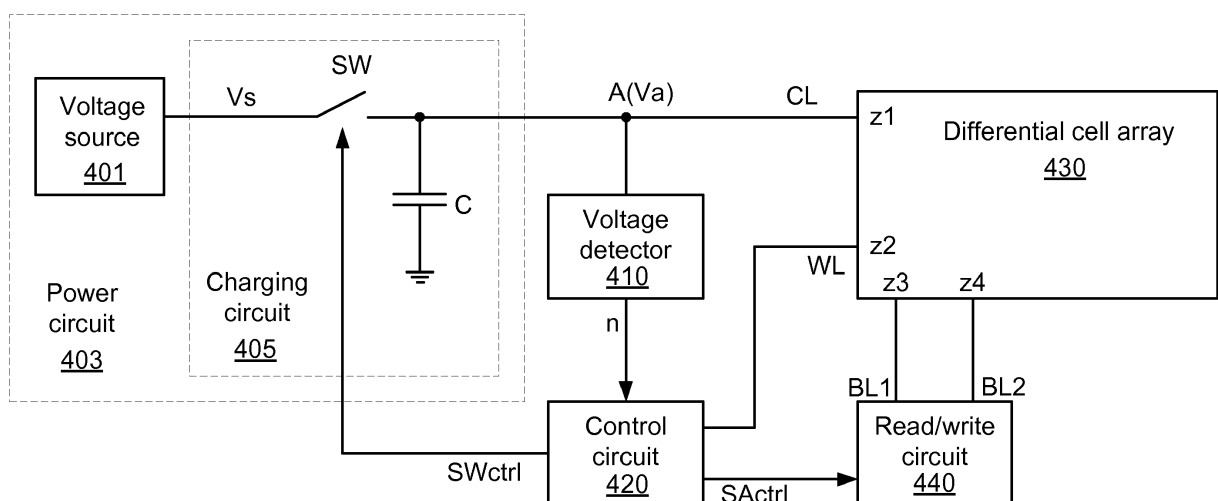 SW
Voltage
source
401
Vs
A(Va)
CL
z1
Differential cell array
430
C
Voltage
detector
410
z2
WL
z3
z4
Charging
circuit
405
Power
circuit
403
n
BL1
BL2
Control
circuit
420
Read/write
circuit
440
SWctrl
SActrl